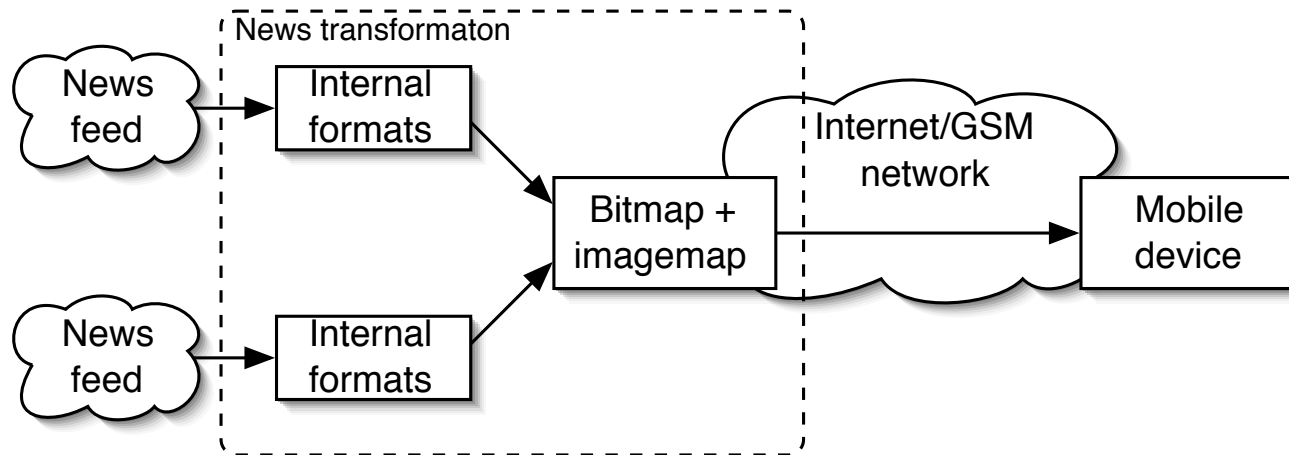 News transformaton
News
feed
Internal
formats
Internet/GSM
network
Bitmap +
imagemap
Mobile
device
News
feed
Internal
formats